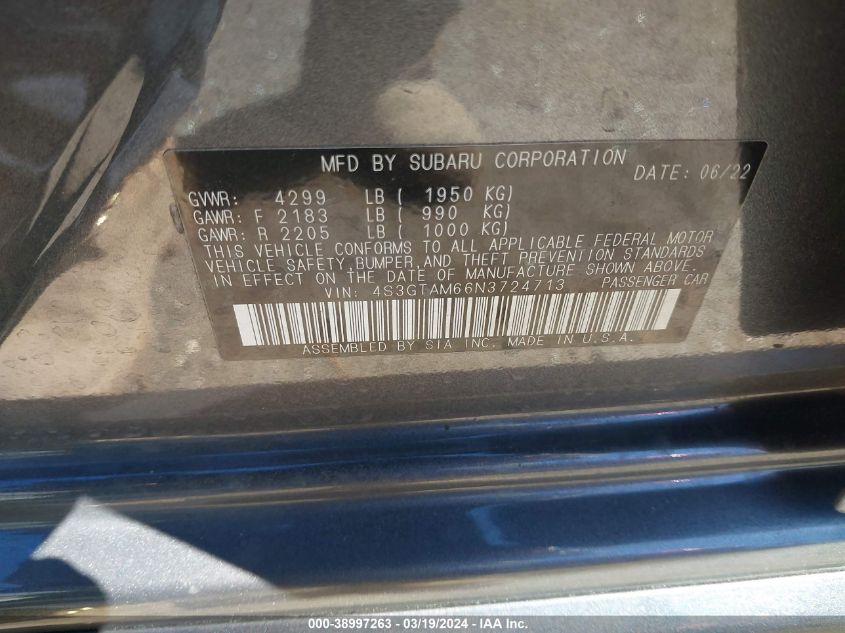 MFD BY SUBARU CORPORATION DATE: 06/22
GVWR: 4299 LB ( 1950 KG)
GAWR: F 2183 LB ( 990 KG)
GAWR: R 2205 LB ( 1000 KG)
THIS VEHICLE CONFORMS TO ALL APPLICABLE FEDERAL MOTOR
VEHICLE SAFETY, BUMPER, AND THEFT PREVENTION STANDARDS
IN EFFECT ON THE DATE OF MANUFACTURE SHOWN ABOVE.
VIN: 4S3GTAM66N3724713 PASSENGER CAR
ASSEMBLED BY SIA INC. MADE IN U.S.A.
000-38997263 - 03/19/2024 - IAA Inc.